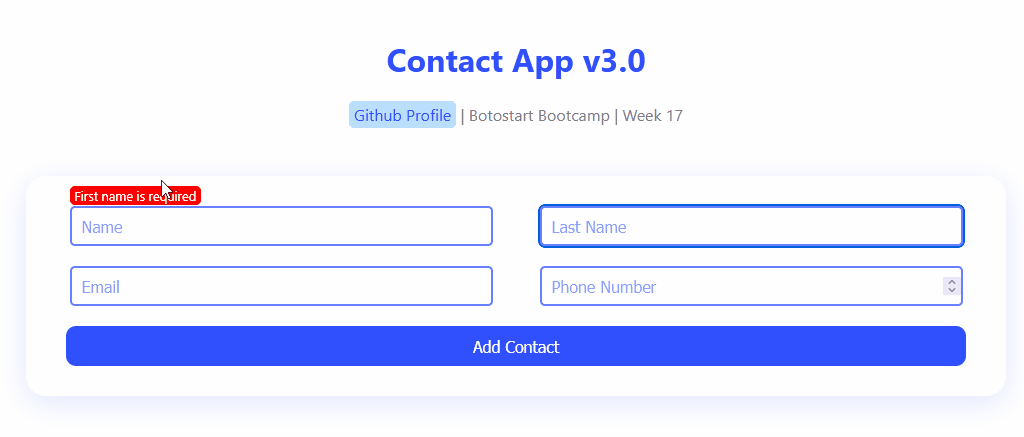 Contact App v3.0
Github Profile | Botostart Bootcamp | Week 17
First name is required
Name
Last Name
Email
Phone Number
Add Contact